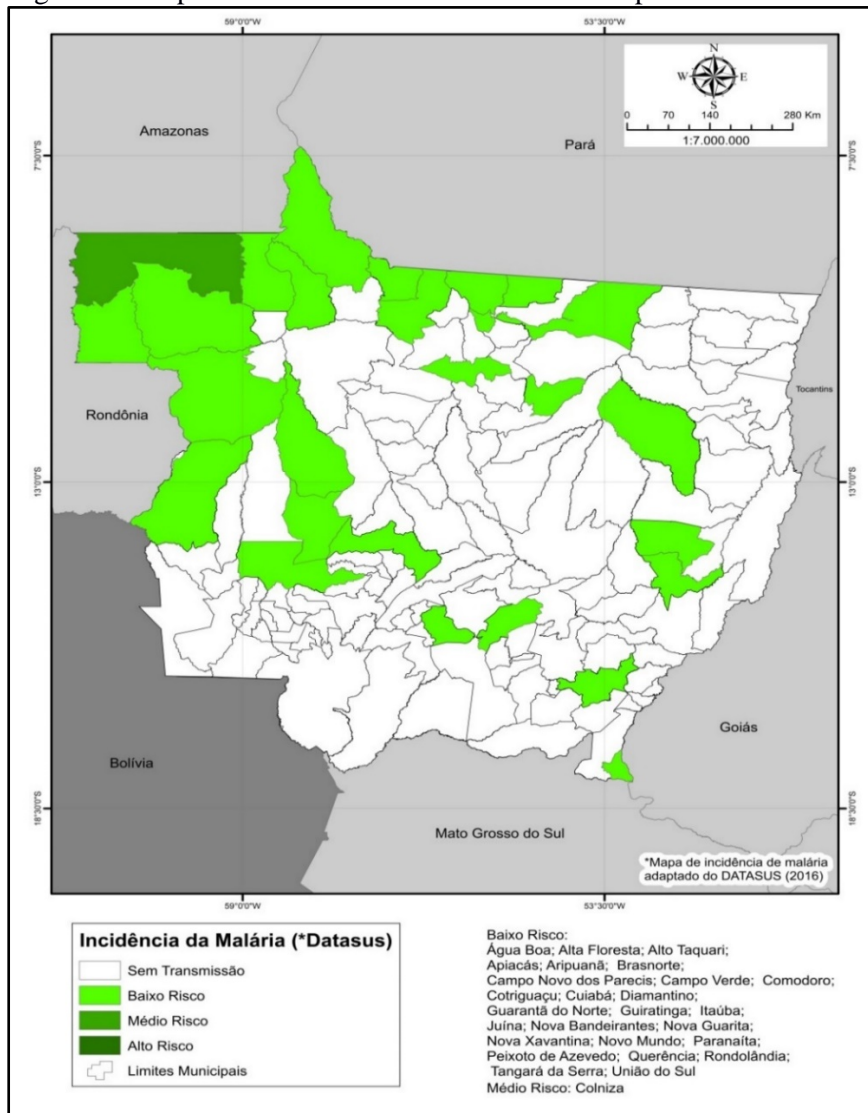 59°0'0"W
53°30'0"W
N
W E
S
0 70 140 280 Km
1:7.000.000
Amazonas
Pará
7°30'0"S
7°30'0"S
Tocantins
Rondônia
13°0'0"S
13°0'0"S
Goiás
Bolívia
18°30'0"S
18°30'0"S
Mato Grosso do Sul
*Mapa de incidência de malária
adaptado do DATASUS (2016)
59°0'0"W
53°30'0"W
Incidência da Malária (*Datasus)
Sem Transmissão
Baixo Risco
Médio Risco
Alto Risco
Limites Municipais
Baixo Risco:
Água Boa; Alta Floresta; Alto Taquari;
Apiacás; Aripuanã; Brasnorte;
Campo Novo dos Parecis; Campo Verde; Comodoro;
Cotriguaçu; Cuiabá; Diamantino;
Guarantã do Norte; Guiratinga; Itaúba;
Juína; Nova Bandeirantes; Nova Guarita;
Nova Xavantina; Novo Mundo; Paranaíta;
Peixoto de Azevedo; Querência; Rondolândia;
Tangará da Serra; União do Sul
Médio Risco: Colniza